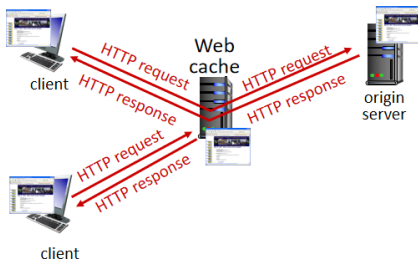 Web
cache
client
HTTP request
HTTP response
HTTP request
HTTP response
origin
server
HTTP request
HTTP response
client